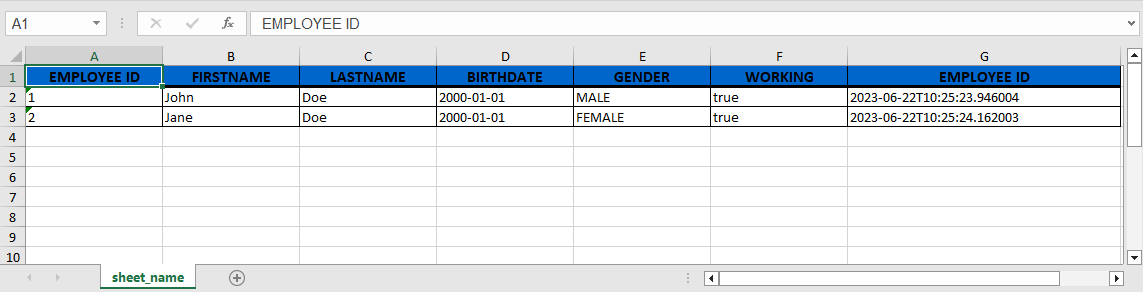 A1 fx EMPLOYEE ID
A B C D E F G
1 EMPLOYEE ID FIRSTNAME LASTNAME BIRTHDATE GENDER WORKING EMPLOYEE ID
2 1 John Doe 2000-01-01 MALE true 2023-06-22T10:25:23.946004
3 2 Jane Doe 2000-01-01 FEMALE true 2023-06-22T10:25:24.162003
4
5
6
7
8
9
10
sheet_name